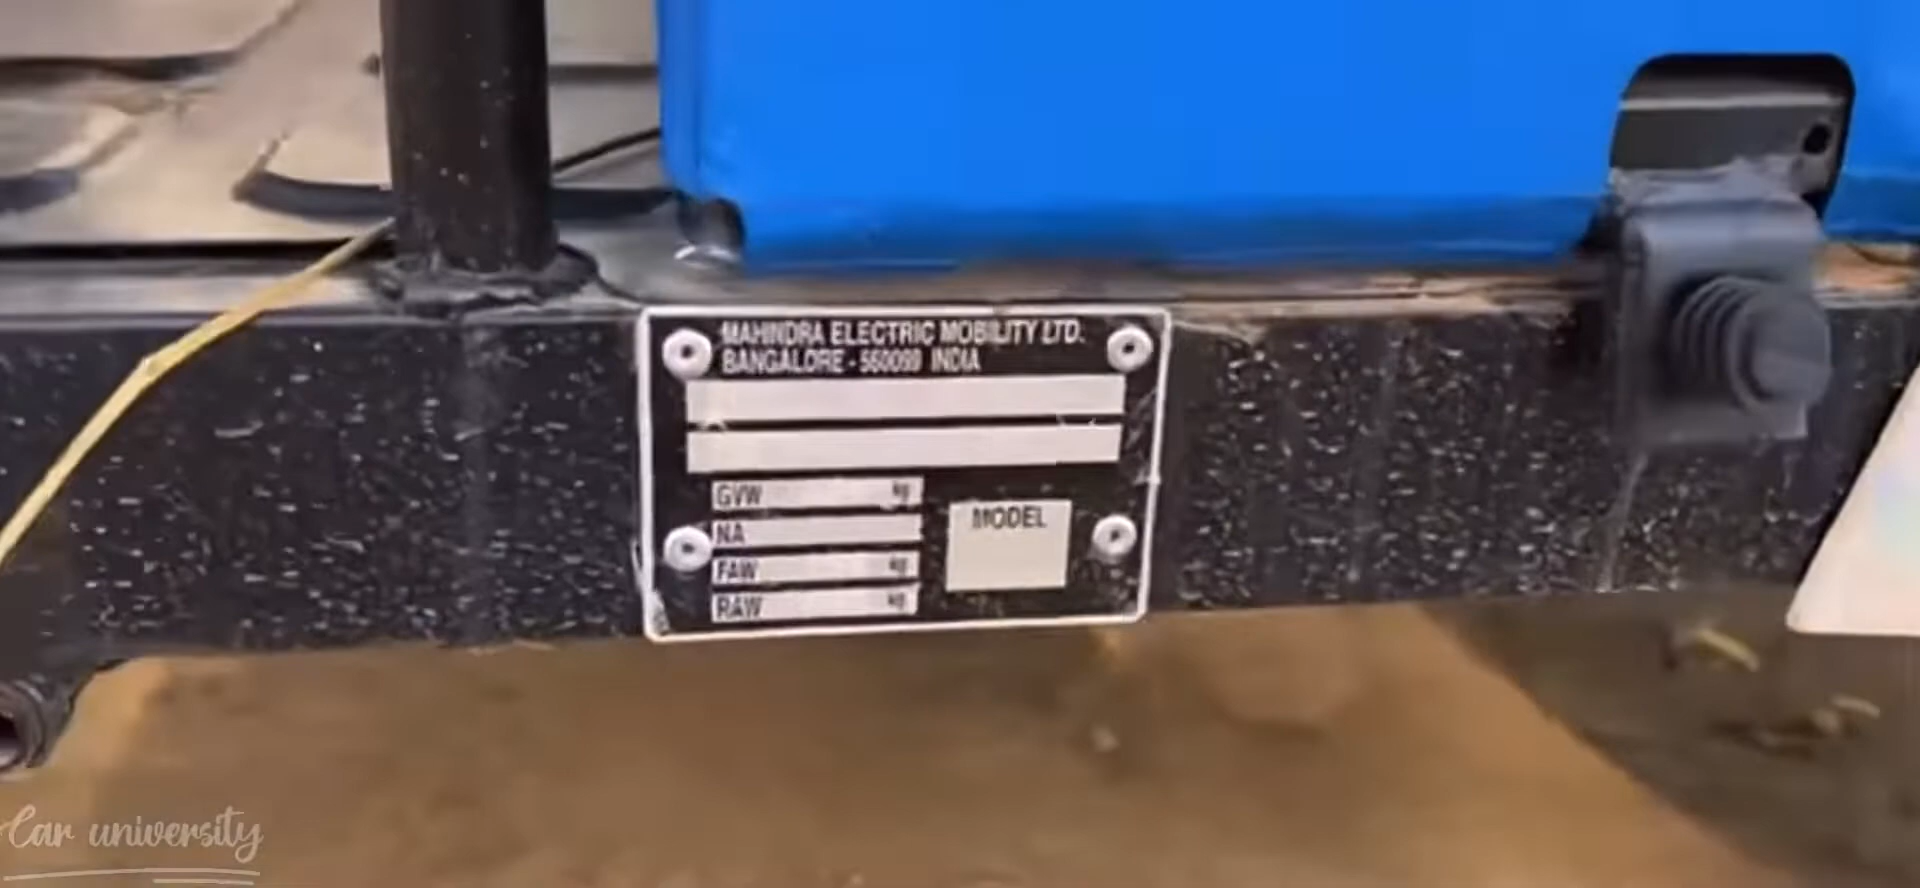 MAHINDRA ELECTRIC MOBILITY LTD.
BANGALORE - 560099 INDIA
GVW kg
NA
FAW kg
RAW kg
MODEL
Car university